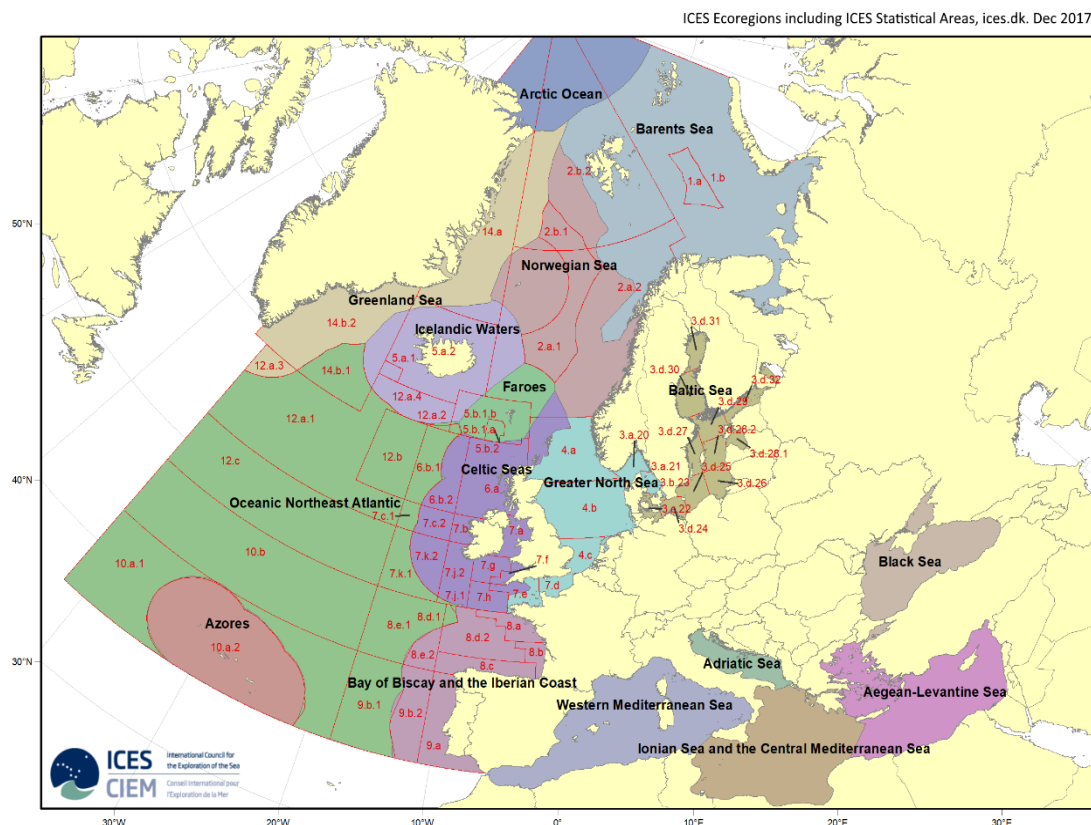 ICES Ecoregions including ICES Statistical Areas, ices.dk. Dec 2017
Arctic Ocean
Barents Sea
2.b.2
1.a
1.b
50°N
14.a
2.b.1
Norwegian Sea
2.a.2
Greenland Sea
14.b.2
Icelandic Waters
5.a.1
5.a.2
2.a.1
3.d.31
12.a.3
14.b.1
3.d.30
3.d.32
Baltic Sea
Faroes
12.a.4
3.d.29
12.a.2
5.b.1.b
12.a.1
5.b.1.a
3.a.20
3.d.27
3.d.28.2
5.b.2
4.a
3.d.28.1
12.c
12.b
6.b.1
Celtic Seas
3.a.21
3.d.25
40°N
6.a
Greater North Sea
3.b.23
3.d.26
Oceanic Northeast Atlantic
6.b.2
4.b
3.c.22
7.c.1
7.c.2
7.b
7.a
3.d.24
10.b
7.k.2
4.c
10.a.1
7.k.1
7.j.2
7.g
7.f
Black Sea
7.j.1
7.h
7.e
7.d
Azores
8.e.1
8.d.1
8.a
10.a.2
8.e.2
8.d.2
8.b
30°N
8.c
Adriatic Sea
Bay of Biscay and the Iberian Coast
Aegean-Levantine Sea
9.b.1
9.b.2
Western Mediterranean Sea
9.a
Ionian Sea and the Central Mediterranean Sea
ICES
International Council for
the Exploration of the Sea
CIEM
Conseil International pour
l'Exploration de la Mer
30°W
20°W
10°W
0°
10°E
20°E
30°E